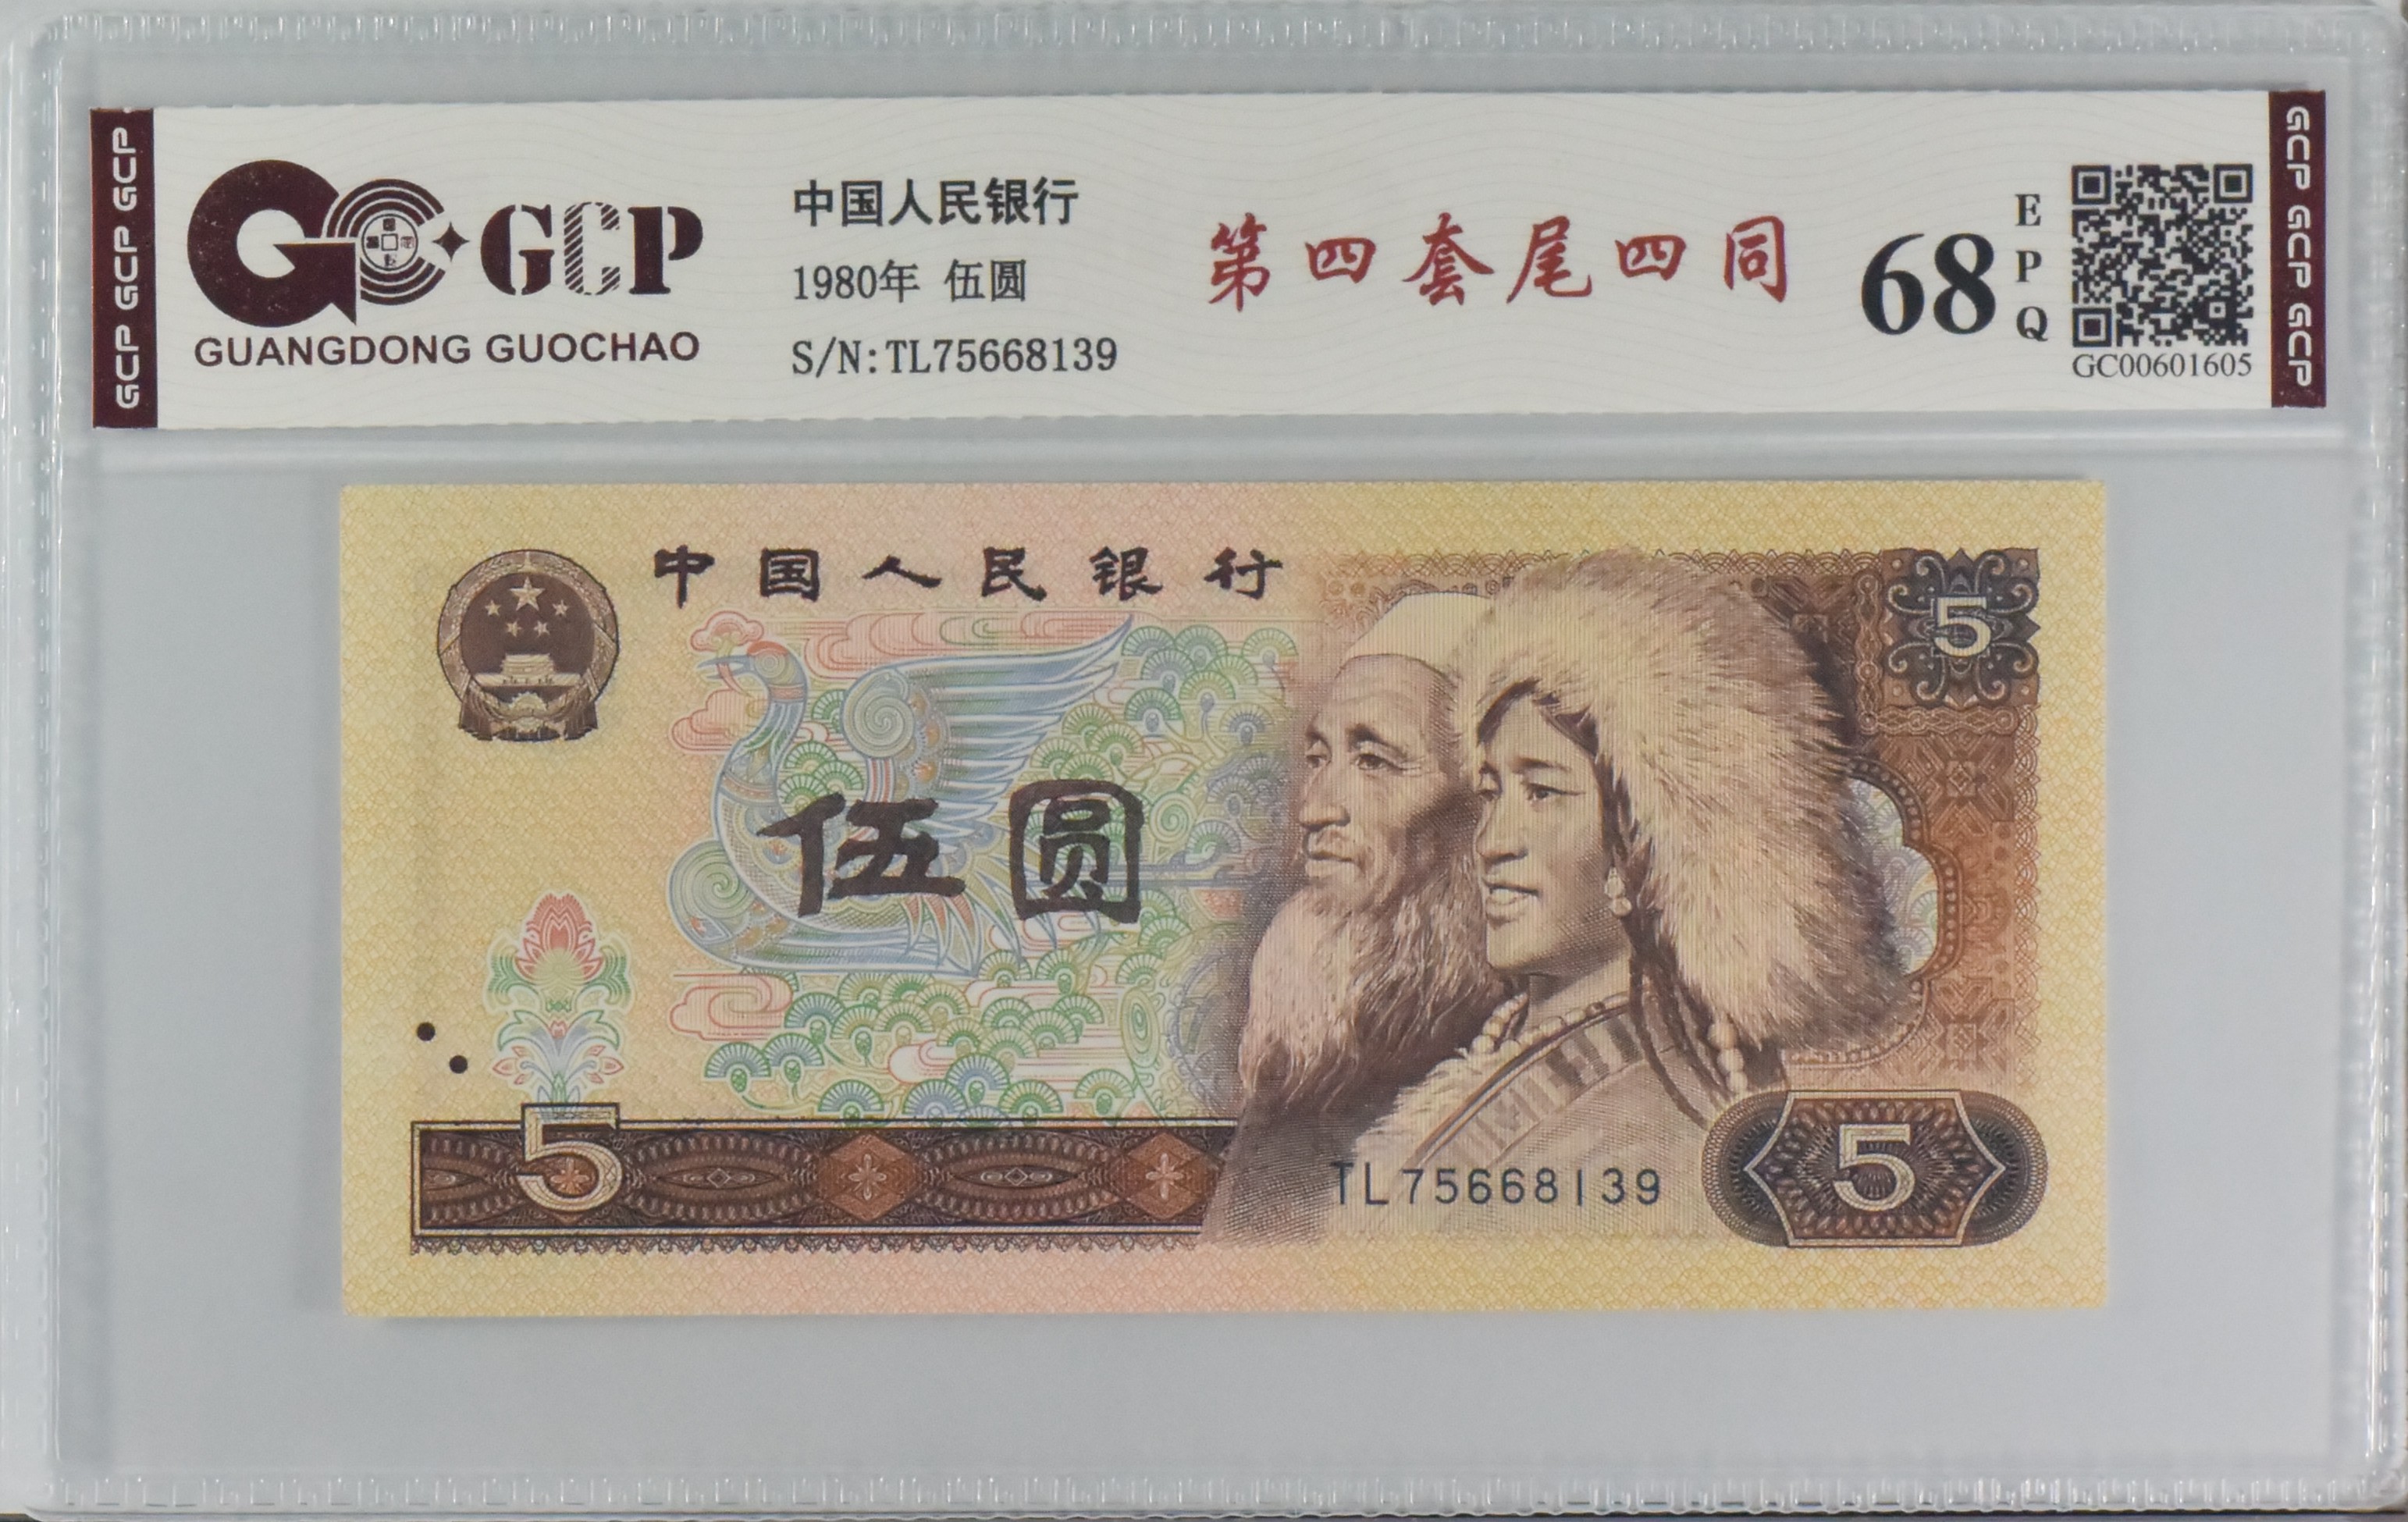 GCP GCP GCP
GCP
GUANGDONG GUOCHAO
中国人民银行
1980年 伍圆
S/N:TL75668139
第四套尾四同
68
EPQ
GC00601605
GCP GCP GCP
中国人民银行
5
伍圆
5
TL75668139
5